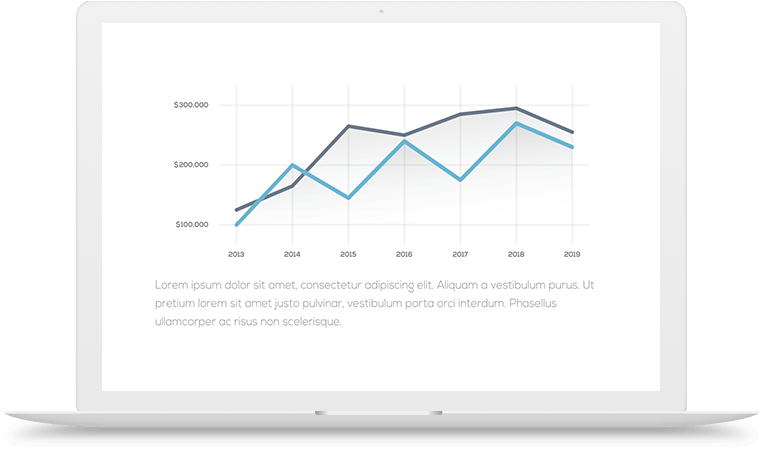 $300,000
$200,000
$100,000
2013 2014 2015 2016 2017 2018 2019
Lorem ipsum dolor sit amet, consectetur adipiscing elit. Aliquam a vestibulum purus. Ut
pretium lorem sit amet justo pulvinar, vestibulum porta orci interdum. Phasellus
ullamcorper ac risus non scelerisque.